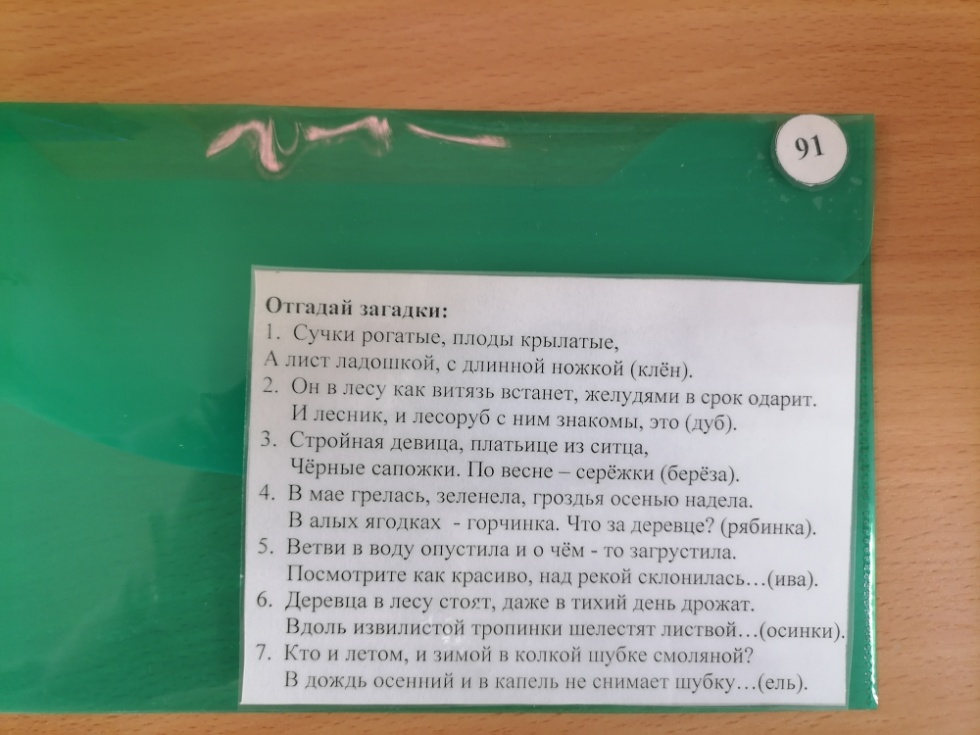 91
Отгадай загадки:
1. Сучки рогатые, плоды крылатые,
А лист ладошкой, с длинной ножкой (клён).
2. Он в лесу как витязь встанет, желудями в срок одарит.
И лесник, и лесоруб с ним знакомы, это (дуб).
3. Стройная девица, платьице из ситца,
Чёрные сапожки. По весне – серёжки (берёза).
4. В мае грелась, зеленела, гроздья осенью надела.
В алых ягодках - горчинка. Что за деревце? (рябинка).
5. Ветви в воду опустила и о чём - то загрустила.
Посмотрите как красиво, над рекой склонилась…(ива).
6. Деревца в лесу стоят, даже в тихий день дрожат.
Вдоль извилистой тропинки шелестят листвой…(осинки).
7. Кто и летом, и зимой в колкой шубке смоляной?
В дождь осенний и в капель не снимает шубку…(ель).